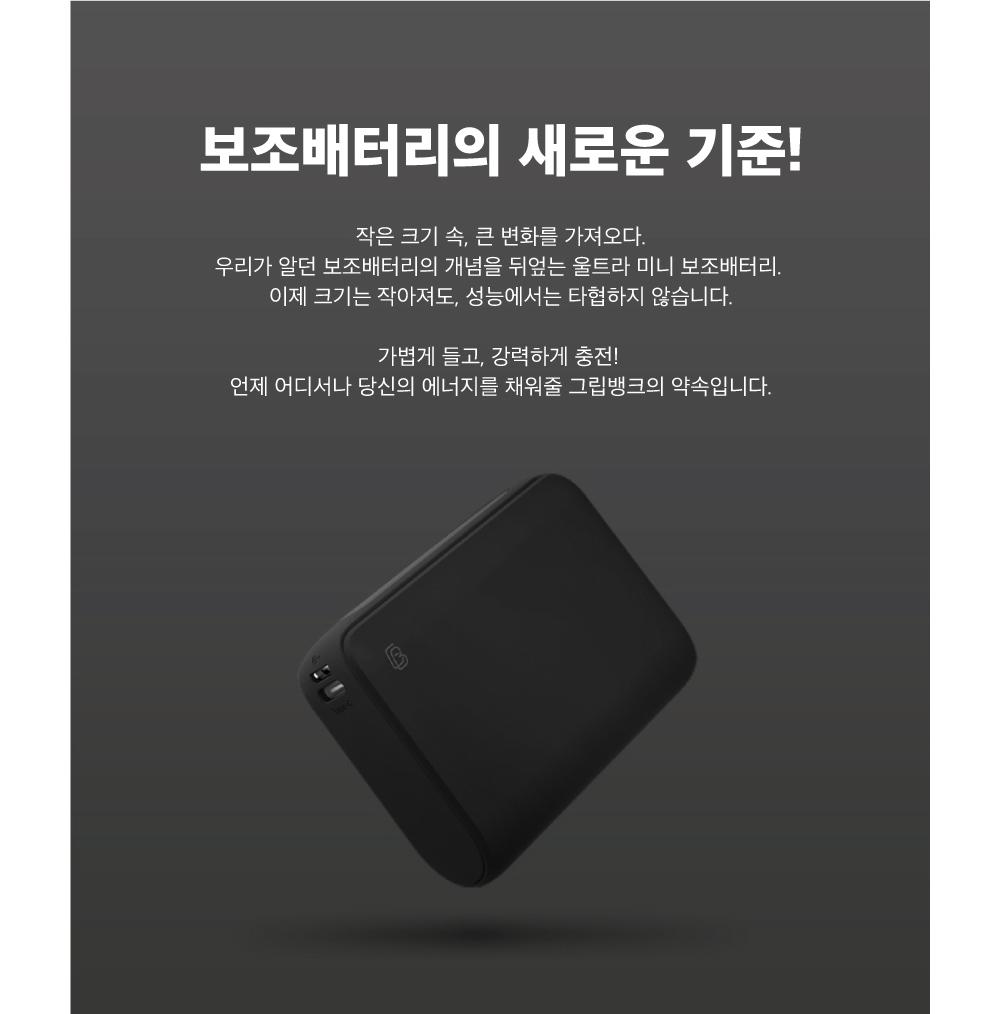 보조배터리의 새로운 기준!
작은 크기 속, 큰 변화를 가져오다.
우리가 알던 보조배터리의 개념을 뒤엎는 울트라 미니 보조배터리.
이제 크기는 작아져도, 성능에서는 타협하지 않습니다.
가볍게 들고, 강력하게 충전!
언제 어디서나 당신의 에너지를 채워줄 그립뱅크의 약속입니다.